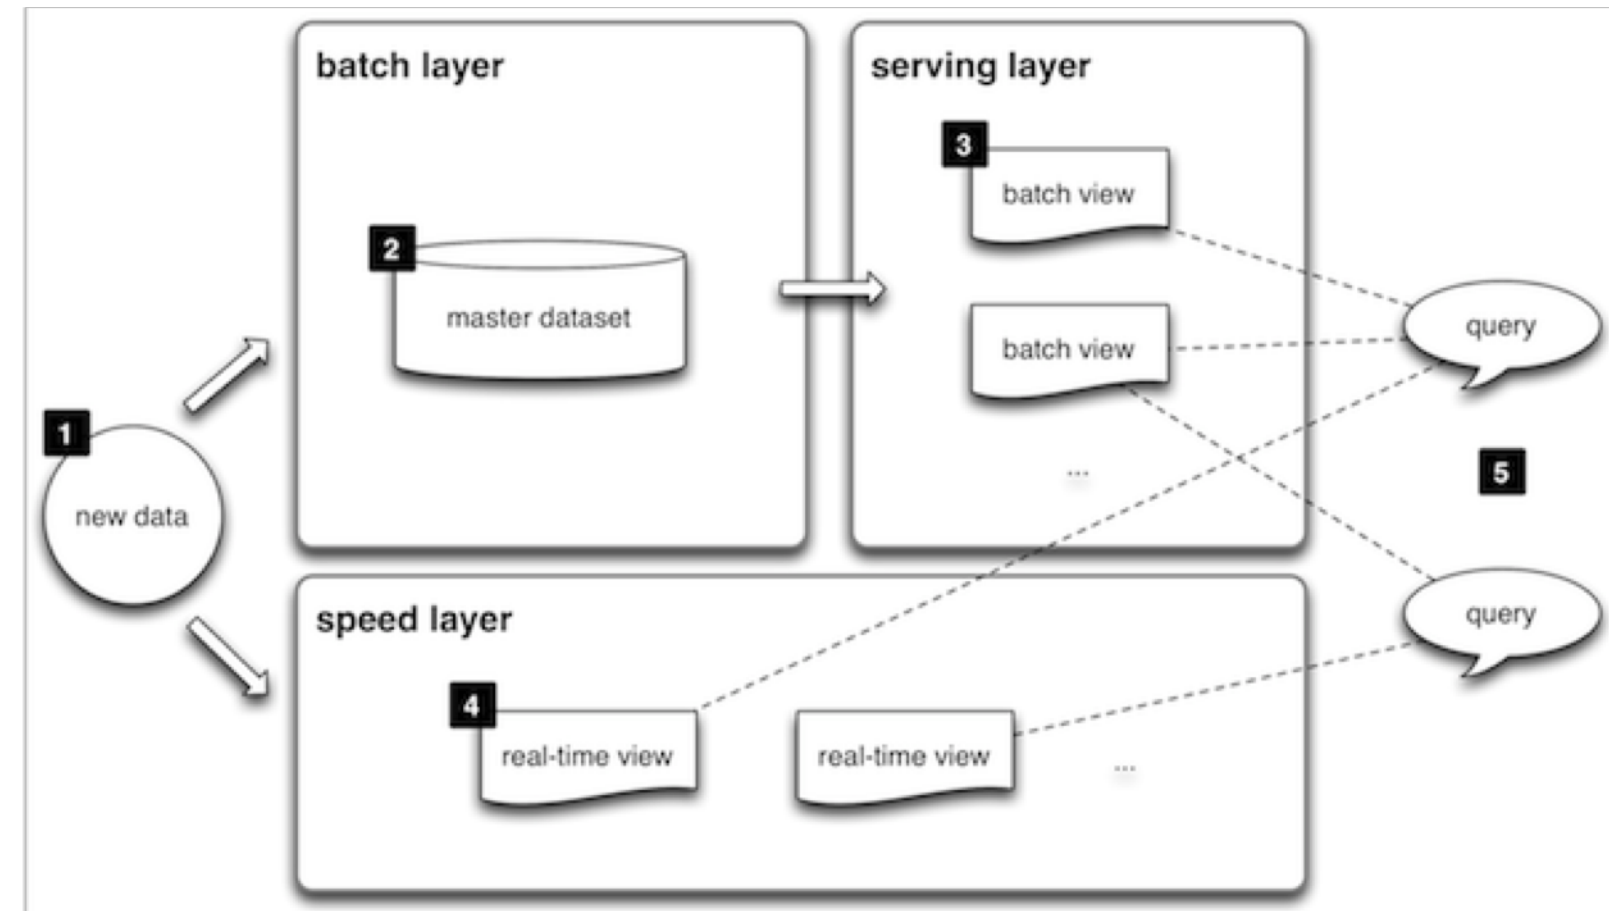 batch layer
2
master dataset
serving layer
3
batch view
batch view
...
1
new data
speed layer
4
real-time view
real-time view
...
query
5
query